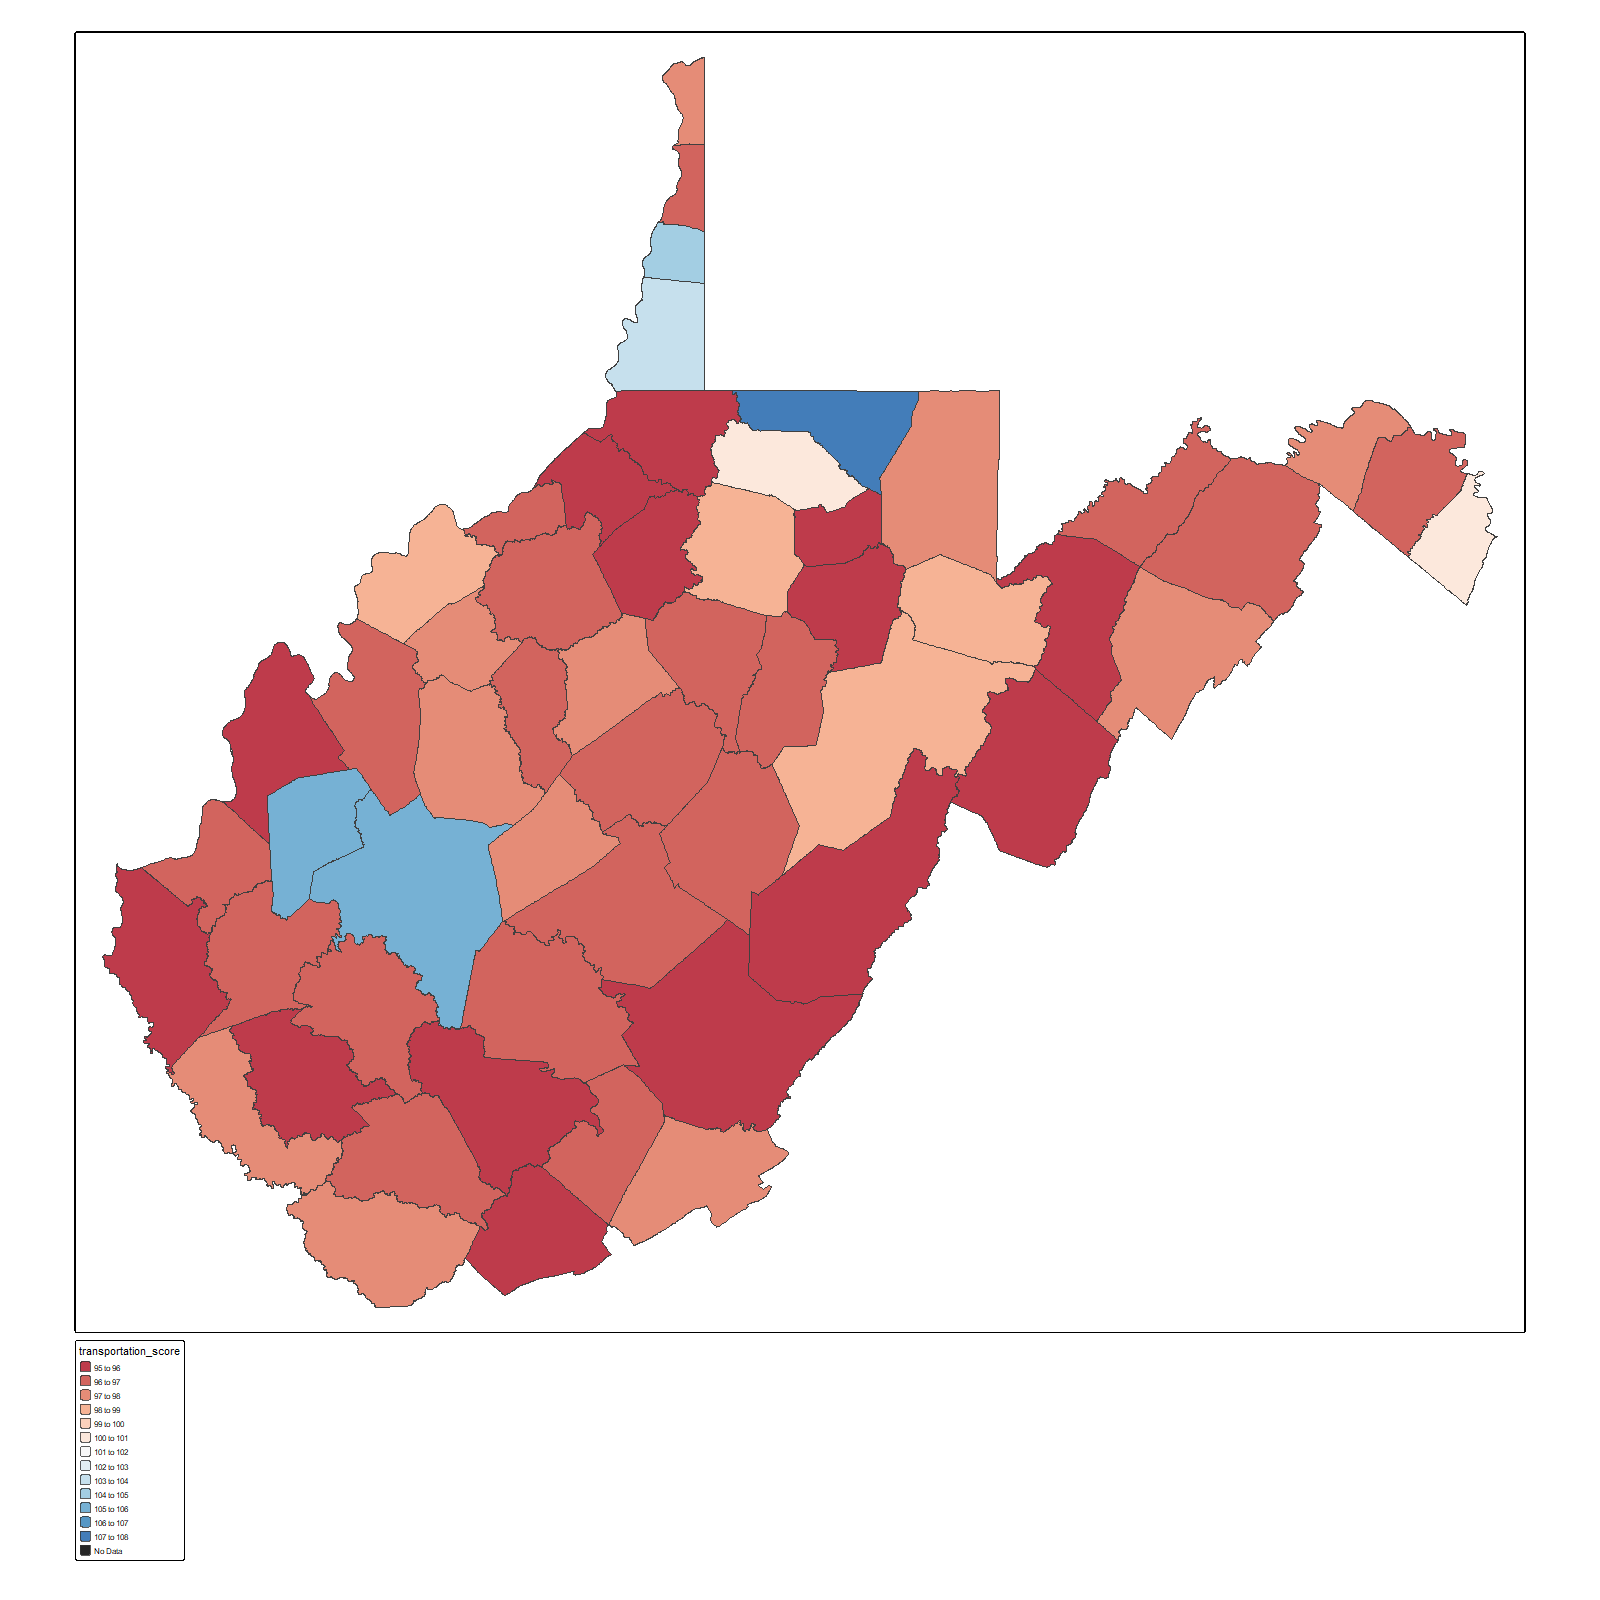 transportation_score
95 to 96
96 to 97
97 to 98
98 to 99
99 to 100
100 to 101
101 to 102
102 to 103
103 to 104
104 to 105
105 to 106
106 to 107
107 to 108
No Data